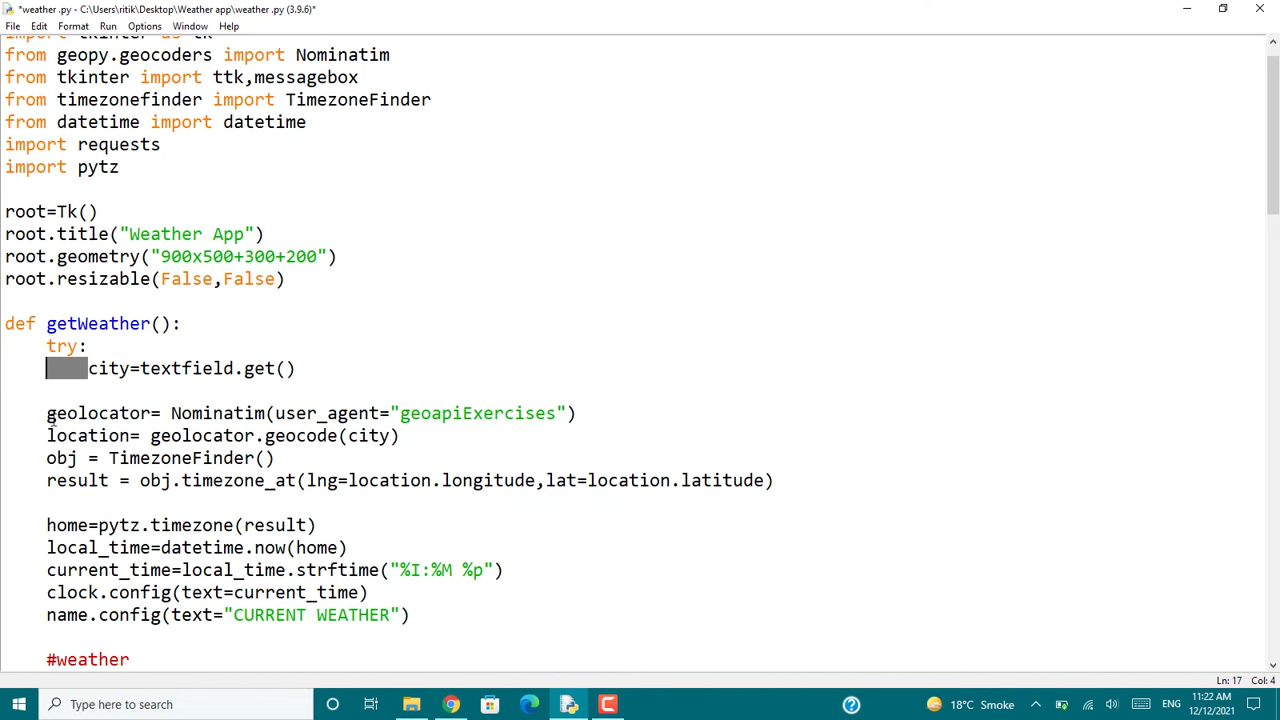 *weather .py - C:\Users\ritik\Desktop\Weather app\weather .py (3.9.6)*
File Edit Format Run Options Window Help
import tkinter as tk
from geopy.geocoders import Nominatim
from tkinter import ttk,messagebox
from timezonefinder import TimezoneFinder
from datetime import datetime
import requests
import pytz
root=Tk()
root.title("Weather App")
root.geometry("900x500+300+200")
root.resizable(False,False)
def getWeather():
try:
city=textfield.get()
geolocator= Nominatim(user_agent="geoapiExercises")
location= geolocator.geocode(city)
obj = TimezoneFinder()
result = obj.timezone_at(lng=location.longitude,lat=location.latitude)
home=pytz.timezone(result)
local_time=datetime.now(home)
current_time=local_time.strftime("%I:%M %p")
clock.config(text=current_time)
name.config(text="CURRENT WEATHER")
#weather
Ln: 17 Col: 4
Type here to search
18°C Smoke
ENG
11:22 AM
12/12/2021